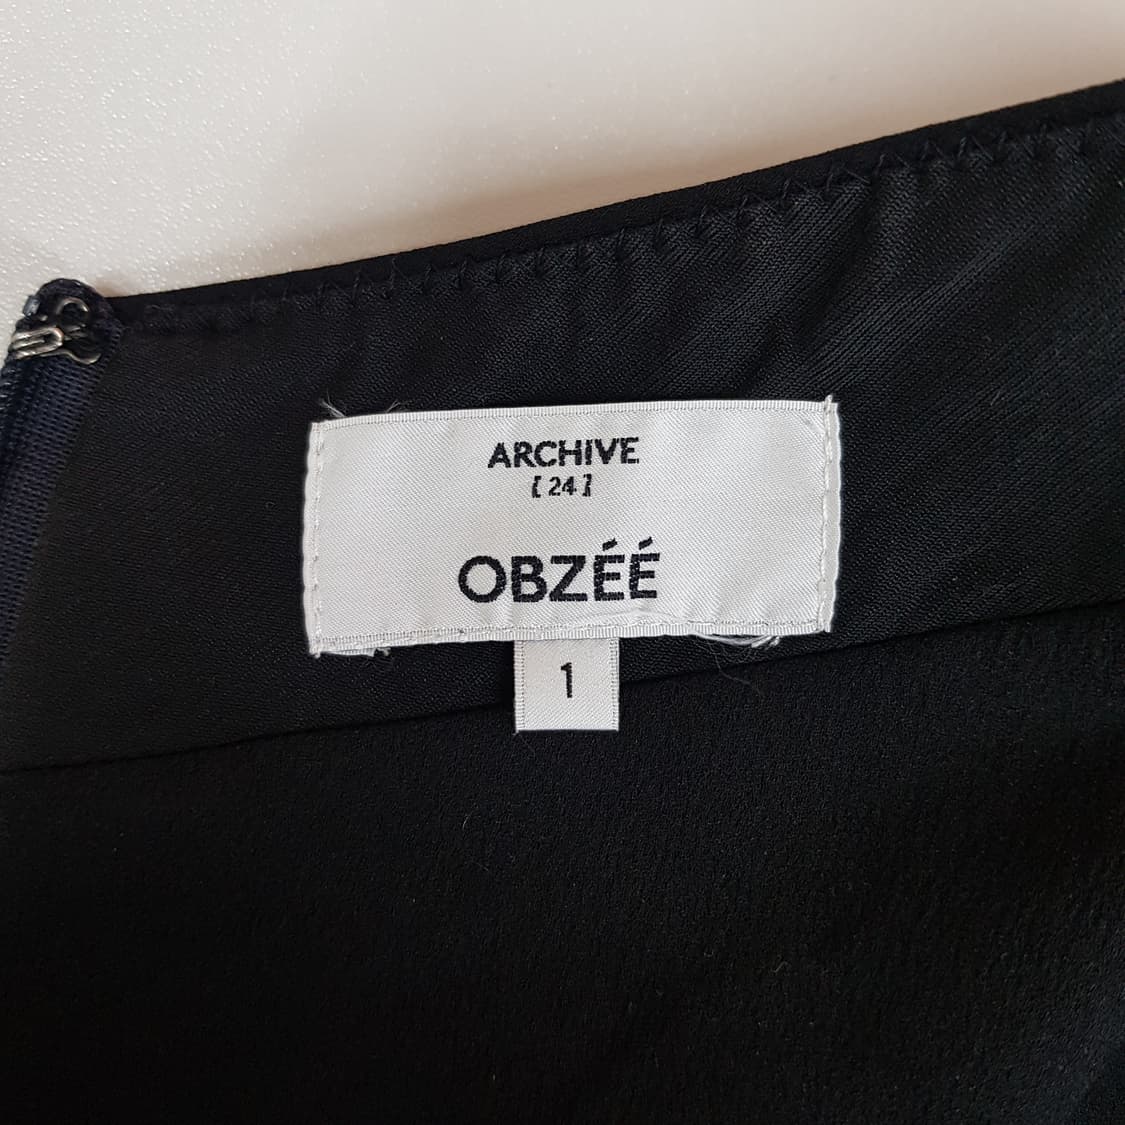 ARCHIVE
[24]
OBZÉÉ
1